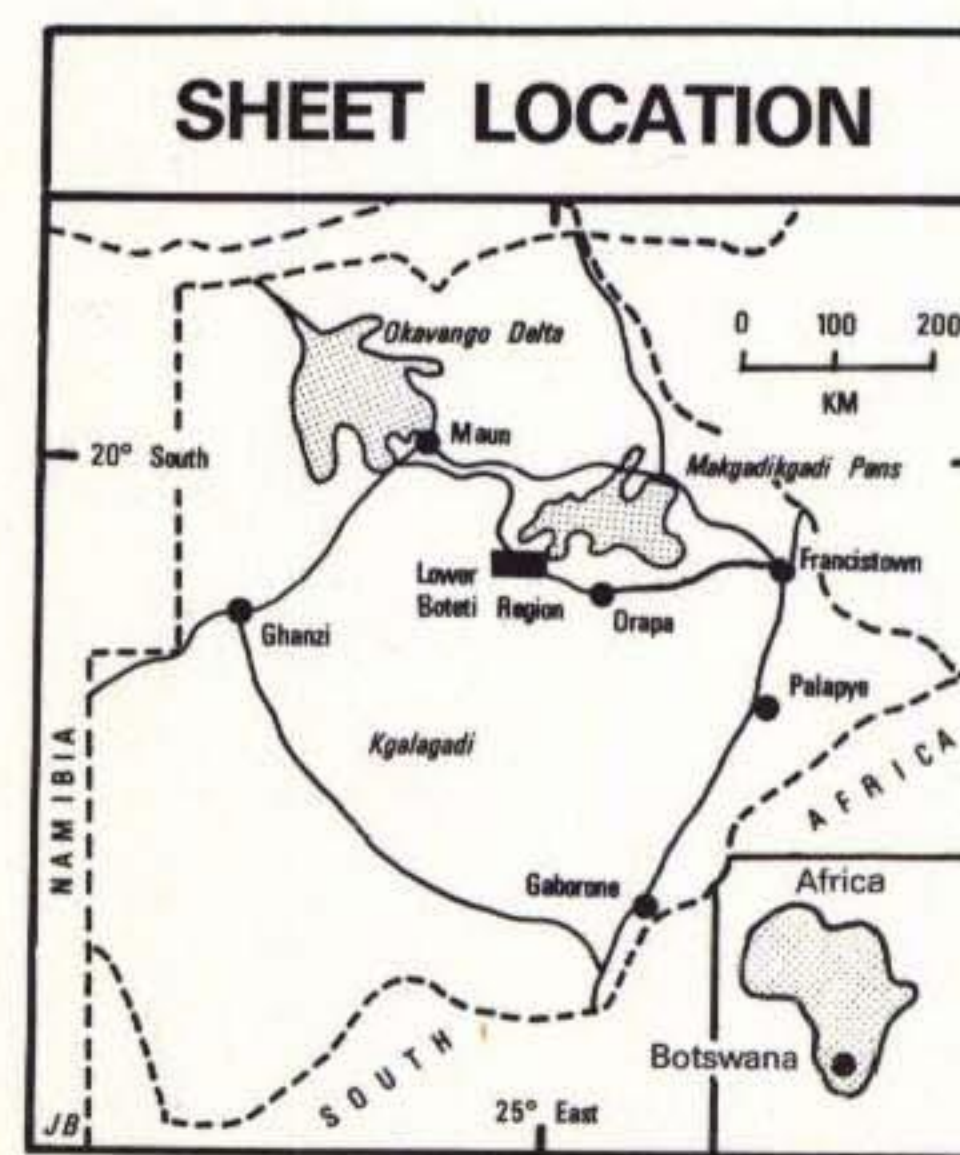 SHEET LOCATION
Okavango Delta
0 100 200
KM
Maun
20° South
Makgadikgadi Pans
Francistown
Lower
Boteti Region
Orapa
Ghanzi
Palapye
Kgalagadi
NAMIBIA
AFRICA
Gaborone
Africa
Botswana
SOUTH
25° East
JB